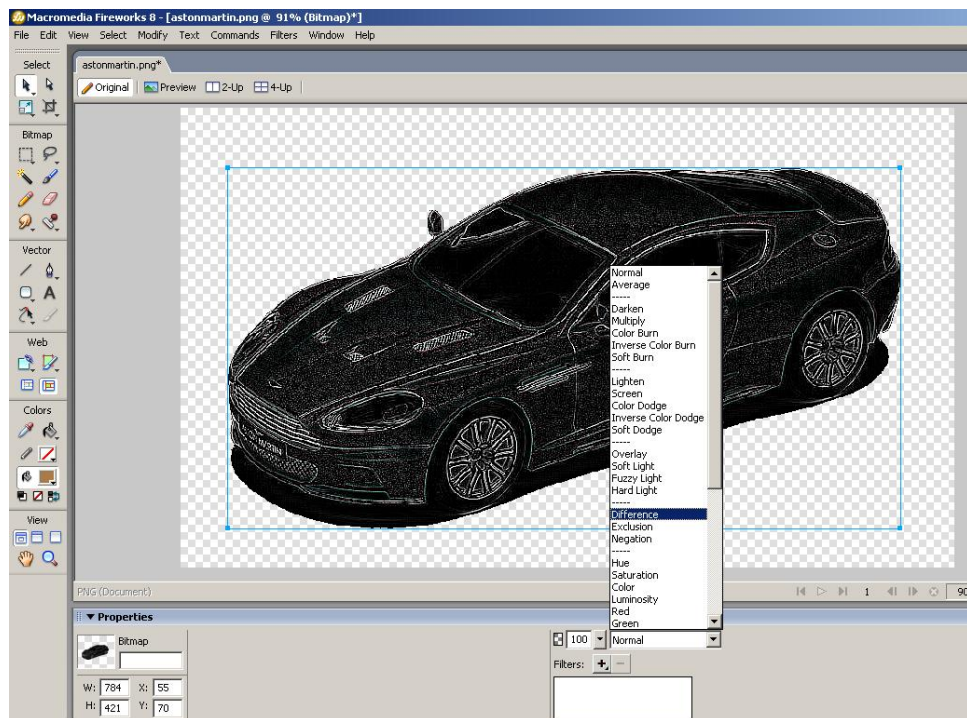 Macromedia Fireworks 8 - [astonmartin.png @ 91% (Bitmap)*]
File Edit View Select Modify Text Commands Filters Window Help
Select
astonmartin.png*
Original Preview 2-Up 4-Up
Bitmap
Vector
A
Web
Colors
View
Normal
Average
-----
Darken
Multiply
Color Burn
Inverse Color Burn
Soft Burn
-----
Lighten
Screen
Color Dodge
Inverse Color Dodge
Soft Dodge
-----
Overlay
Soft Light
Fuzzy Light
Hard Light
-----
Difference
Exclusion
Negation
-----
Hue
Saturation
Color
Luminosity
Red
Green
PNG (Document)
1
90
Properties
Bitmap
100 Normal
Filters: + -
W: 784 X: 55
H: 421 Y: 70